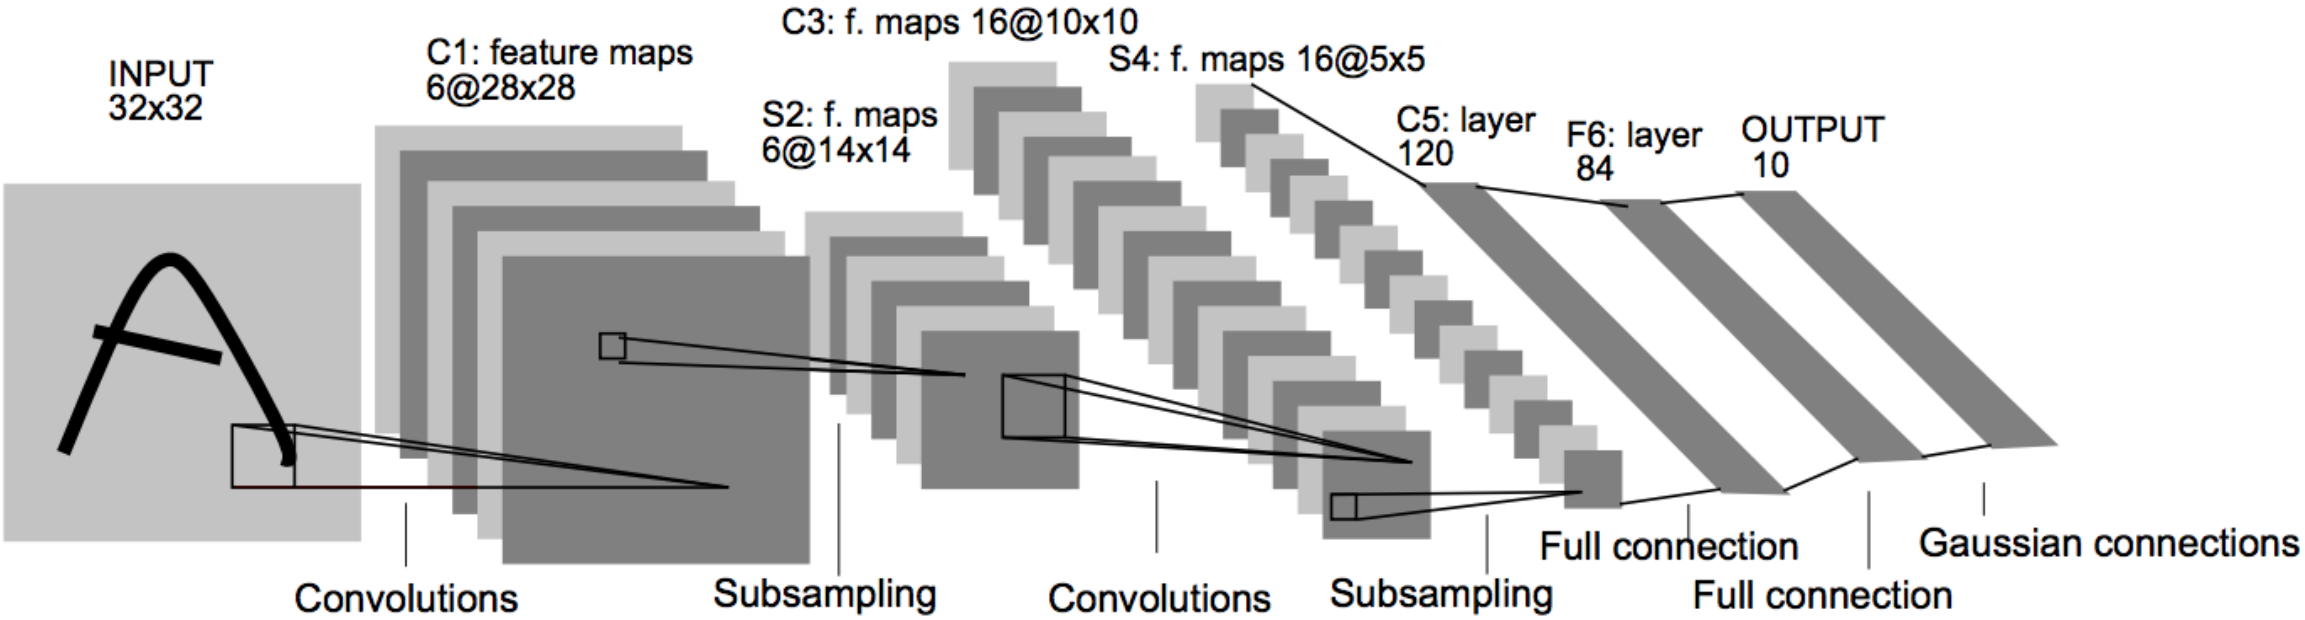 INPUT
32x32
C1: feature maps
6@28x28
S2: f. maps
6@14x14
C3: f. maps 16@10x10
S4: f. maps 16@5x5
C5: layer
120
F6: layer
84
OUTPUT
10
Convolutions
Subsampling
Convolutions
Subsampling
Full connection
Full connection
Gaussian connections